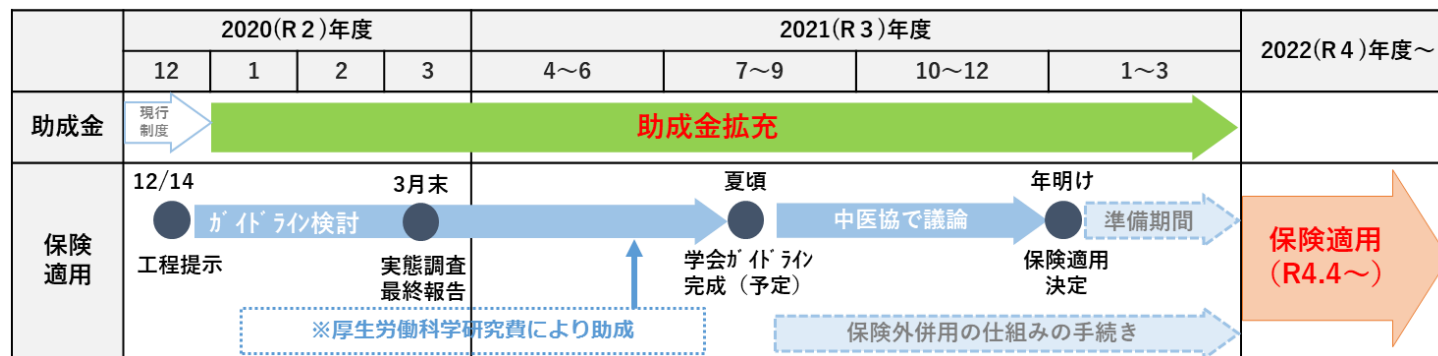 2020(R2)年度
2021(R3)年度
2022(R4)年度～
12
1
2
3
4～6
7～9
10～12
1～3
助成金
現行
制度
助成金拡充
保険
適用
12/14
3月末
夏頃
年明け
ｶﾞｲﾄﾞﾗｲﾝ検討
中医協で議論
準備期間
工程提示
実態調査
最終報告
学会ｶﾞｲﾄﾞﾗｲﾝ
完成（予定）
保険適用
決定
※厚生労働科学研究費により助成
保険外併用の仕組みの手続き
保険適用
（R4.4～）